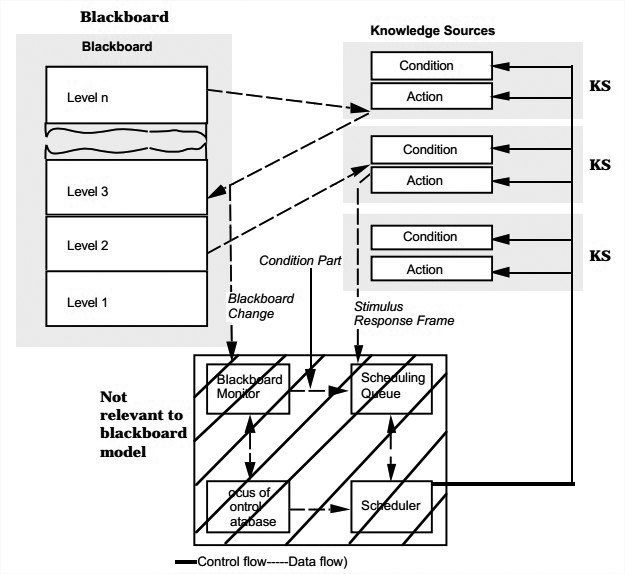 Blackboard
Blackboard
Level n
Level 3
Level 2
Level 1
Knowledge Sources
Condition
Action
KS
Condition
Action
KS
Condition
Action
KS
Condition Part
Blackboard
Change
Stimulus
Response Frame
Not
relevant to
blackboard
model
Blackboard
Monitor
Scheduling
Queue
ocus of
ontrol
atabase
Scheduler
Control flow-----Data flow)